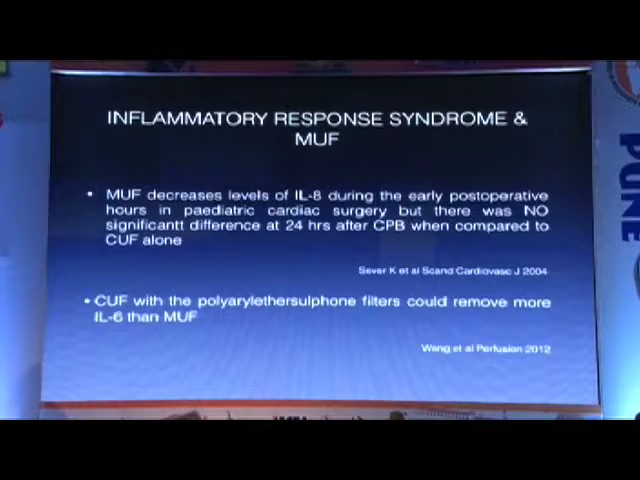 INFLAMMATORY RESPONSE SYNDROME &
MUF
• MUF decreases levels of IL-8 during the early postoperative
hours in paediatric cardiac surgery but there was NO
significantt difference at 24 hrs after CPB when compared to
CUF alone
Sever K et al Scand Cardiovasc J 2004
• CUF with the polyarylethersulphone filters could remove more
IL-6 than MUF
Wang et al Perfusion 2012
PUNE